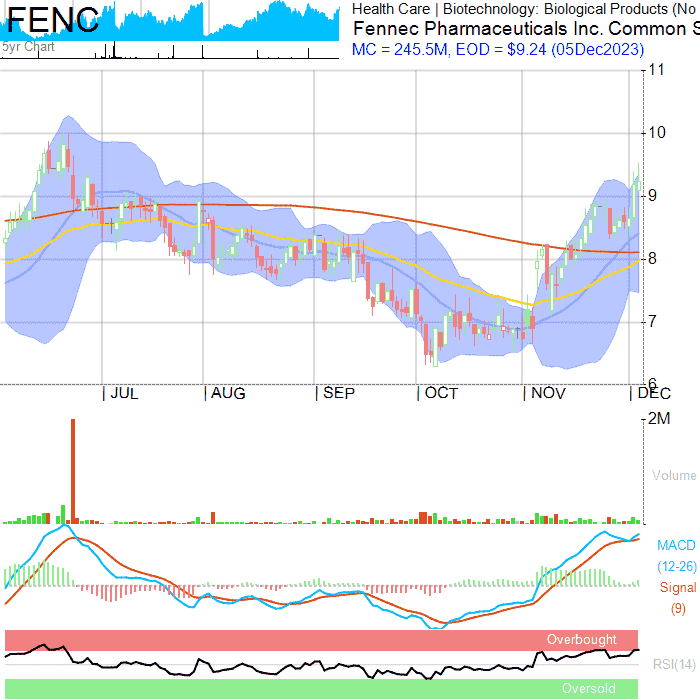 FENC
5yr Chart
Health Care | Biotechnology: Biological Products (No
Fennec Pharmaceuticals Inc. Common S
MC = 245.5M, EOD = $9.24 (05Dec2023)
11
10
9
8
7
6
JUL AUG SEP OCT NOV DEC
2M
Volume
MACD
(12-26)
Signal
(9)
Overbought
RSI(14)
Oversold